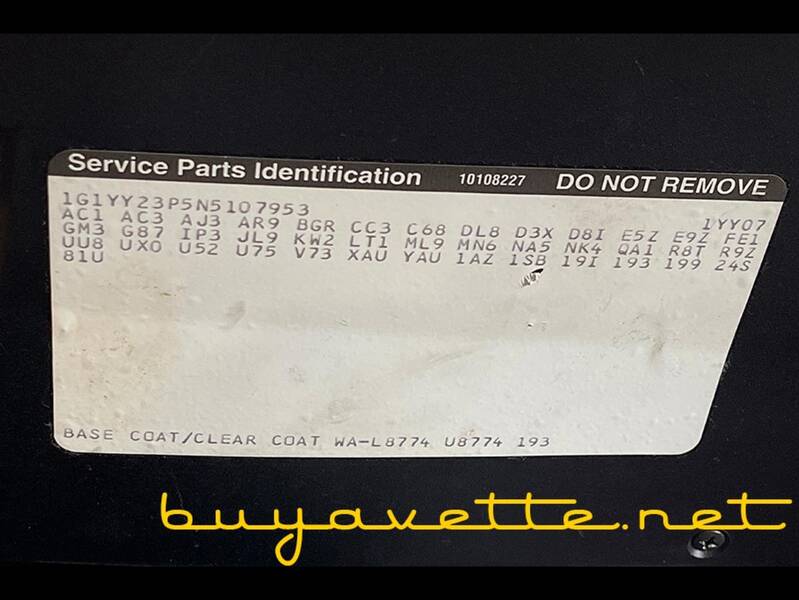 Service Parts Identification 10108227 DO NOT REMOVE
1G1YY23P5N5107953 1YY07
AC1 AC3 AJ3 AR9 BGR CC3 C68 DL8 D3X D8I E5Z E9Z FE1
GM3 G87 IP3 JL9 KW2 LT1 ML9 MN6 NA5 NK4 QA1 R8T R9Z
UU8 UX0 U52 U75 V73 XAU YAU 1AZ 1SB 19I 193 199 24S
81U
BASE COAT/CLEAR COAT WA-L8774 U8774 193
buyavette.net